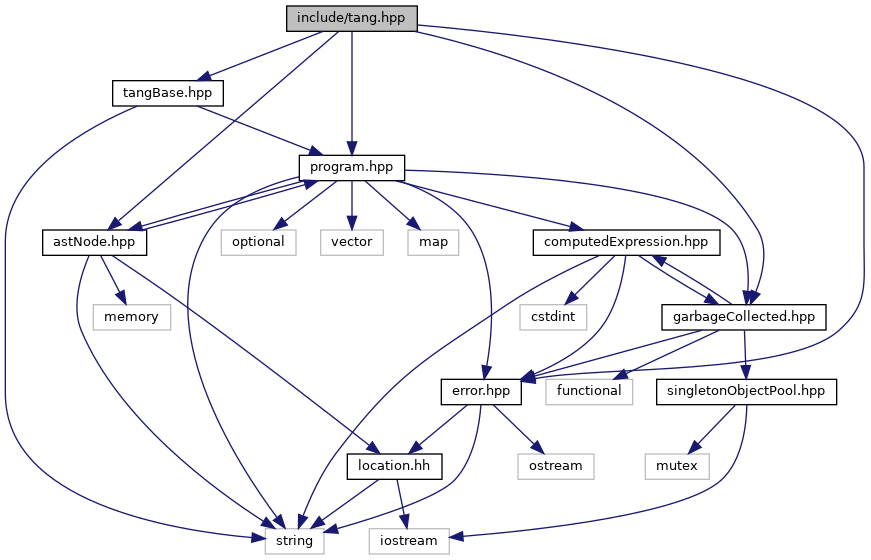 include/tang.hpp
tangBase.hpp
program.hpp
astNode.hpp
optional
vector
map
computedExpression.hpp
memory
cstdint
garbageCollected.hpp
error.hpp
functional
singletonObjectPool.hpp
location.hh
ostream
mutex
string
iostream